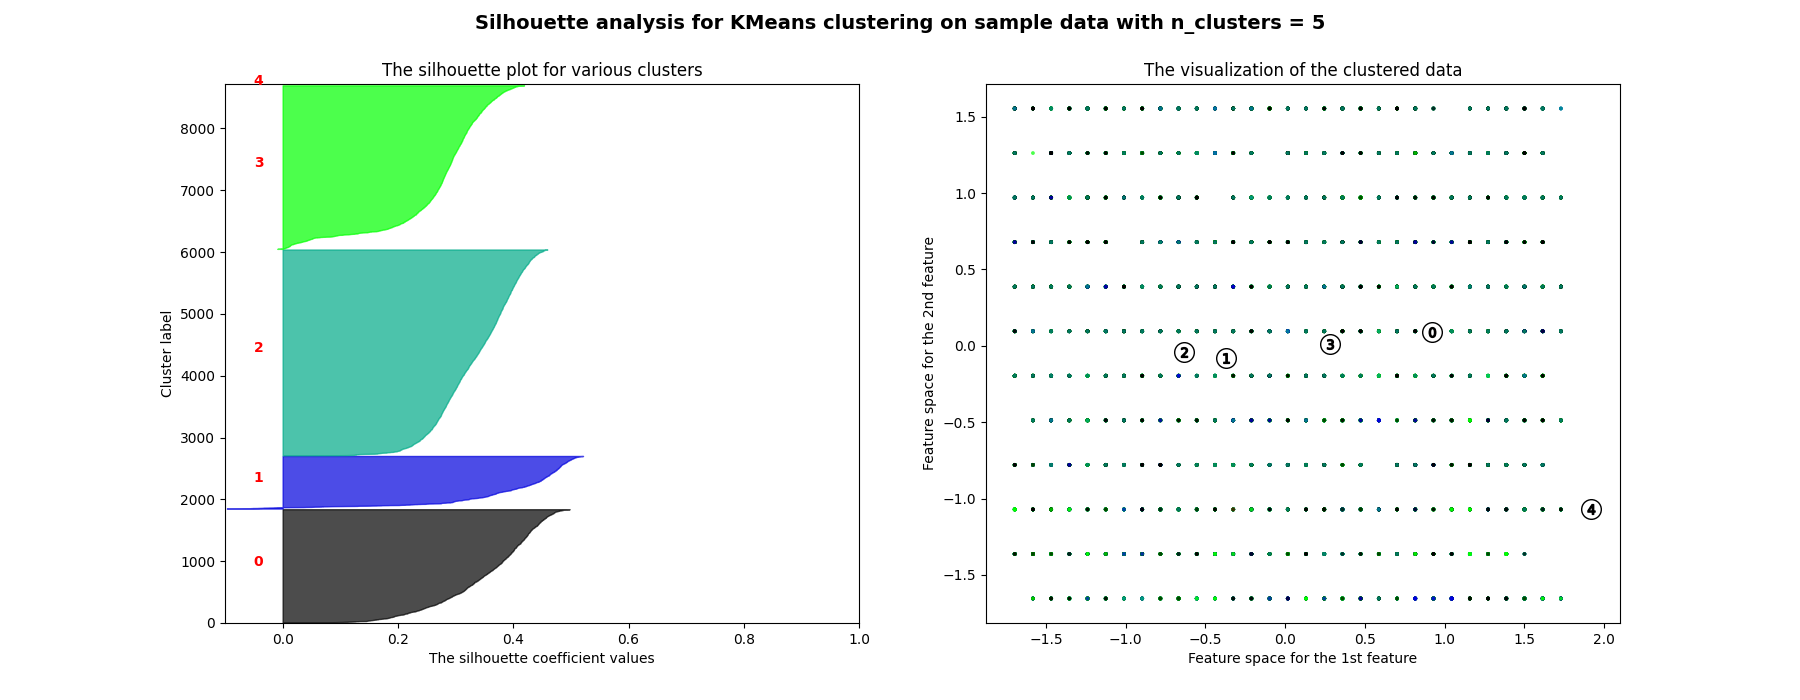 Silhouette analysis for KMeans clustering on sample data with n_clusters = 5
The silhouette plot for various clusters
4
3
2
1
0
8000
7000
6000
5000
4000
3000
2000
1000
0
Cluster label
0.0 0.2 0.4 0.6 0.8 1.0
The silhouette coefficient values
The visualization of the clustered data
1.5
1.0
0.5
0.0
−0.5
−1.0
−1.5
Feature space for the 2nd feature
0
3
2
1
4
−1.5 −1.0 −0.5 0.0 0.5 1.0 1.5 2.0
Feature space for the 1st feature